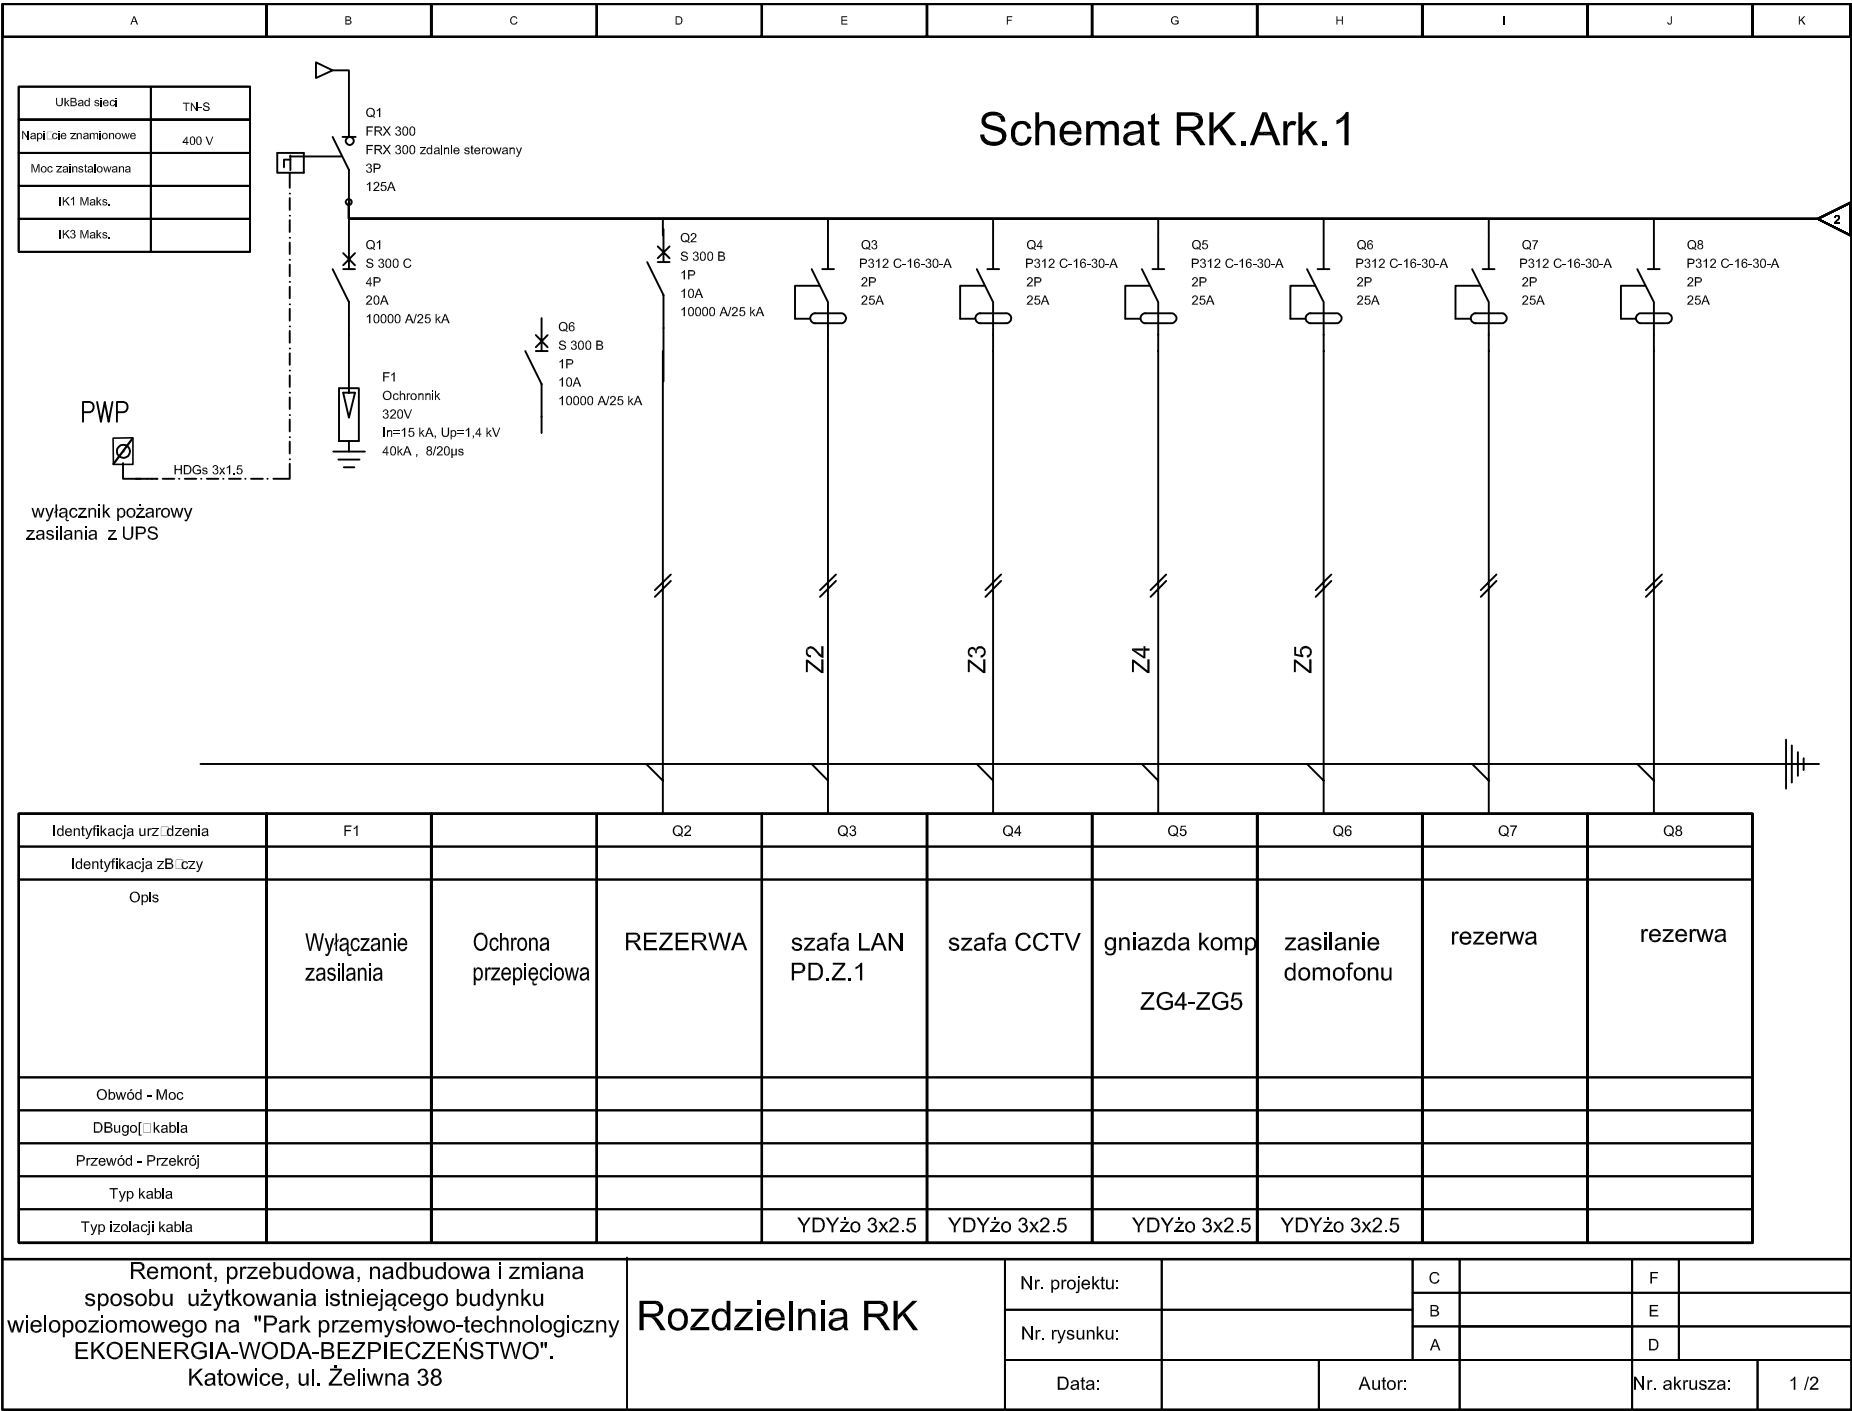 A B C D E F G H I J K
UkBad sieci TN-S
Napi□cie znamionowe 400 V
Moc zainstalowana
IK1 Maks.
IK3 Maks.
Schemat RK.Ark.1
Q1
FRX 300
FRX 300 zdalnie sterowany
3P
125A
2
Q1
S 300 C
4P
20A
10000 A/25 kA
Q6
S 300 B
1P
10A
10000 A/25 kA
Q2
S 300 B
1P
10A
10000 A/25 kA
Q3
P312 C-16-30-A
2P
25A
Q4
P312 C-16-30-A
2P
25A
Q5
P312 C-16-30-A
2P
25A
Q6
P312 C-16-30-A
2P
25A
Q7
P312 C-16-30-A
2P
25A
Q8
P312 C-16-30-A
2P
25A
F1
Ochronnik
320V
In=15 kA, Up=1,4 kV
40kA , 8/20µs
PWP
HDGs 3x1.5
wyłącznik pożarowy
zasilania z UPS
Z2
Z3
Z4
Z5
Identyfikacja urz□dzenia F1 Q2 Q3 Q4 Q5 Q6 Q7 Q8
Identyfikacja zB□czy
Opis
Wyłączanie
zasilania
Ochrona
przepięciowa
REZERWA
szafa LAN
PD.Z.1
szafa CCTV
gniazda komp
ZG4-ZG5
zasilanie
domofonu
rezerwa
rezerwa
Obwód - Moc
DBugo[□ kabla
Przewód - Przekrój
Typ kabla
Typ izolacji kabla YDYżo 3x2.5 YDYżo 3x2.5 YDYżo 3x2.5 YDYżo 3x2.5
Remont, przebudowa, nadbudowa i zmiana
sposobu użytkowania istniejącego budynku
wielopoziomowego na "Park przemysłowo-technologiczny
EKOENERGIA-WODA-BEZPIECZEŃSTWO".
Katowice, ul. Żeliwna 38
Rozdzielnia RK
Nr. projektu:
Nr. rysunku:
Data:
Autor:
C F
B E
A D
Nr. akrusza: 1 /2